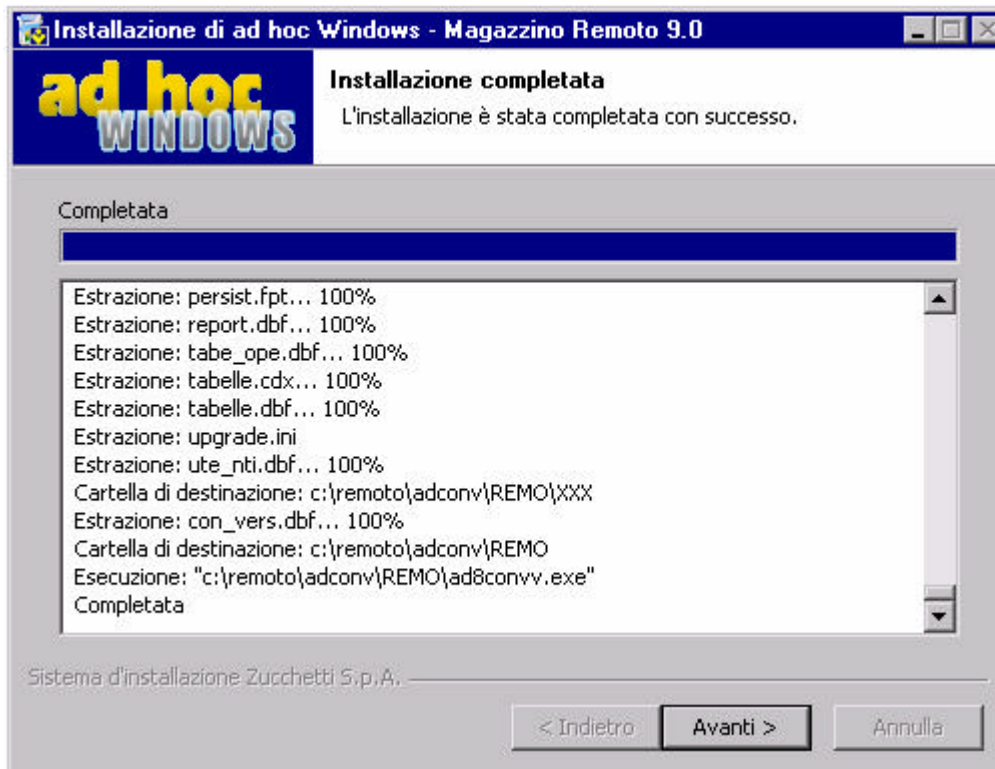 Installazione di ad hoc Windows - Magazzino Remoto 9.0
ad hoc
WINDOWS
Installazione completata
L'installazione è stata completata con successo.
Completata
Estrazione: persist.fpt... 100%
Estrazione: report.dbf... 100%
Estrazione: tabe_ope.dbf... 100%
Estrazione: tabelle.cdx... 100%
Estrazione: tabelle.dbf... 100%
Estrazione: upgrade.ini
Estrazione: ute_nti.dbf... 100%
Cartella di destinazione: c:\remoto\adconv\REMO\XXX
Estrazione: con_vers.dbf... 100%
Cartella di destinazione: c:\remoto\adconv\REMO
Esecuzione: "c:\remoto\adconv\REMO\ad8convv.exe"
Completata
Sistema d'installazione Zucchetti S.p.A.
< Indietro Avanti > Annulla